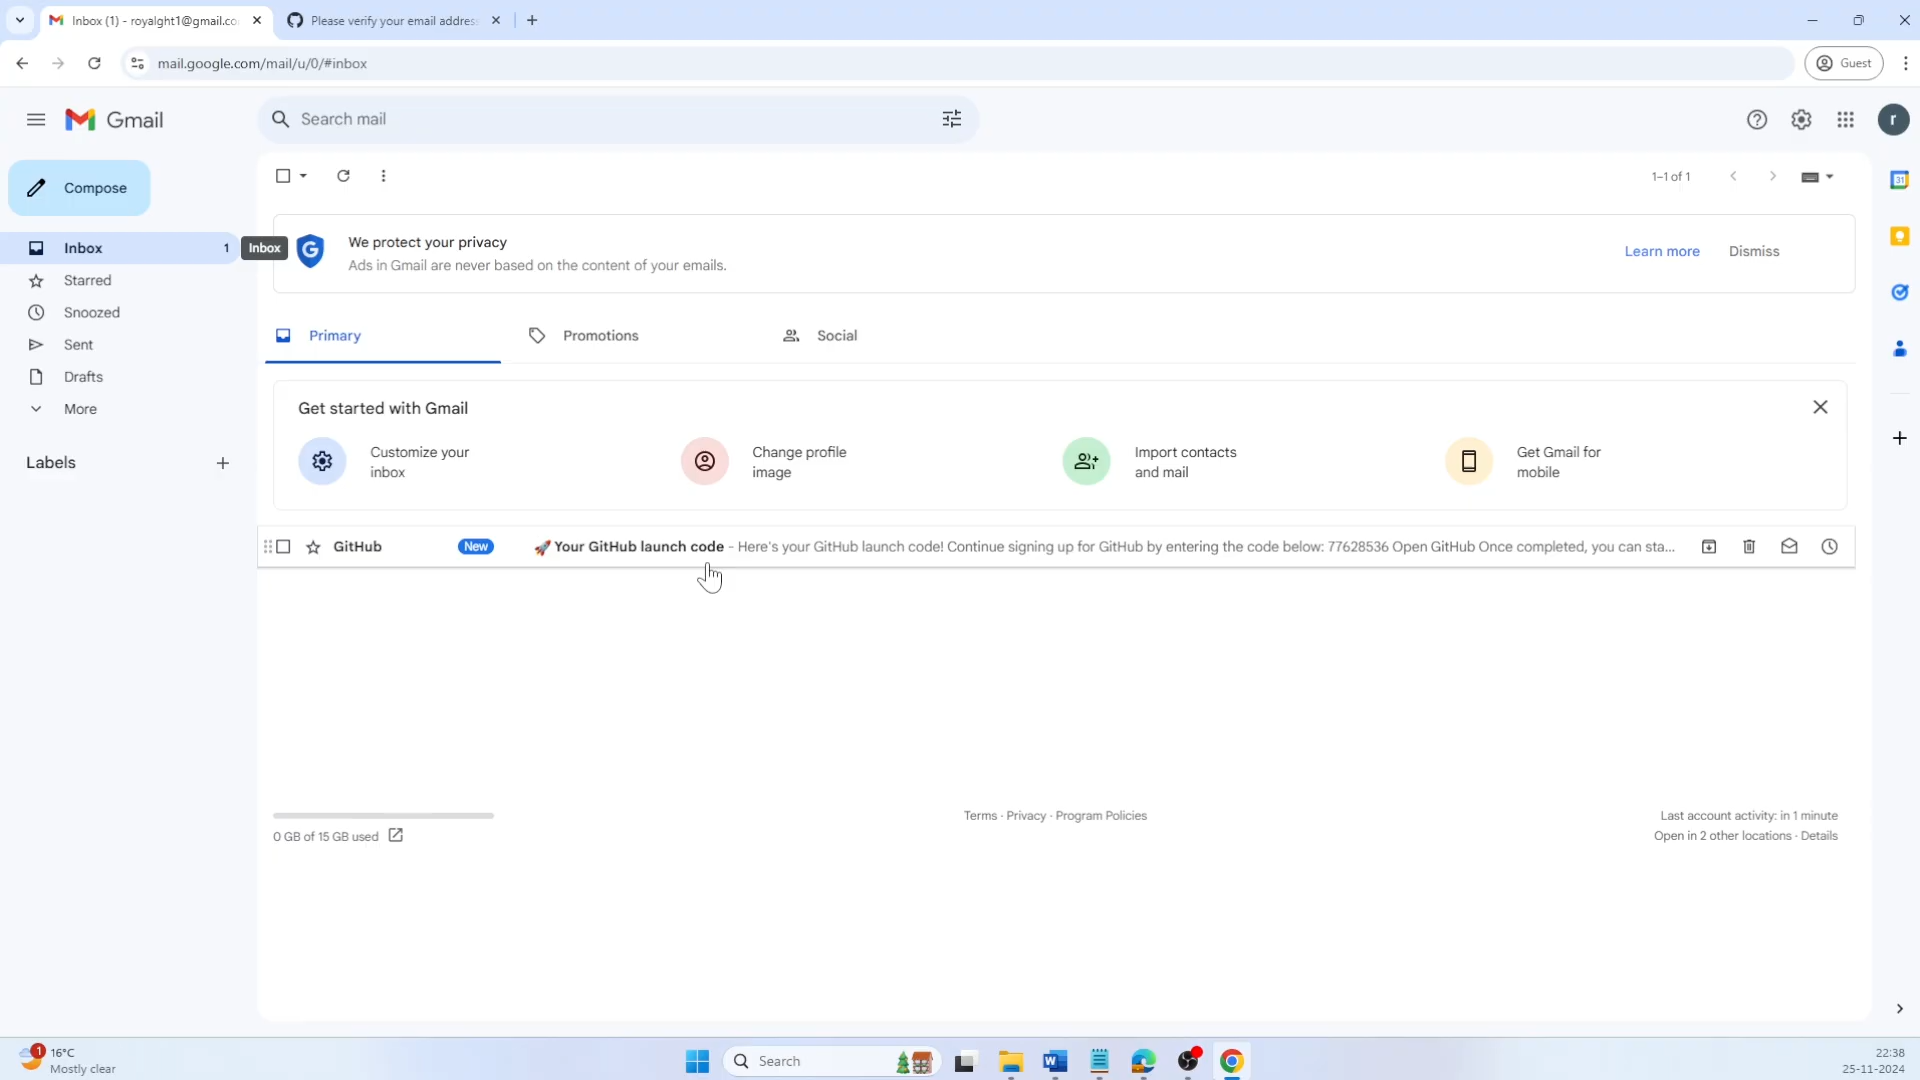 Inbox (1) - royalght1@gmail.co
Please verify your email address
mail.google.com/mail/u/0/#inbox
Guest
Gmail
Search mail
r
Compose
1–1 of 1
31
Inbox 1
Inbox
Starred
Snoozed
Sent
Drafts
More
Labels
G
We protect your privacy
Ads in Gmail are never based on the content of your emails.
Learn more
Dismiss
Primary
Promotions
Social
Get started with Gmail
Customize your
inbox
Change profile
image
Import contacts
and mail
Get Gmail for
mobile
GitHub New 🚀 Your GitHub launch code - Here's your GitHub launch code! Continue signing up for GitHub by entering the code below: 77628536 Open GitHub Once completed, you can sta...
0 GB of 15 GB used
Terms · Privacy · Program Policies
Last account activity: in 1 minute
Open in 2 other locations · Details
1
16°C
Mostly clear
Search
W
22:38
25-11-2024